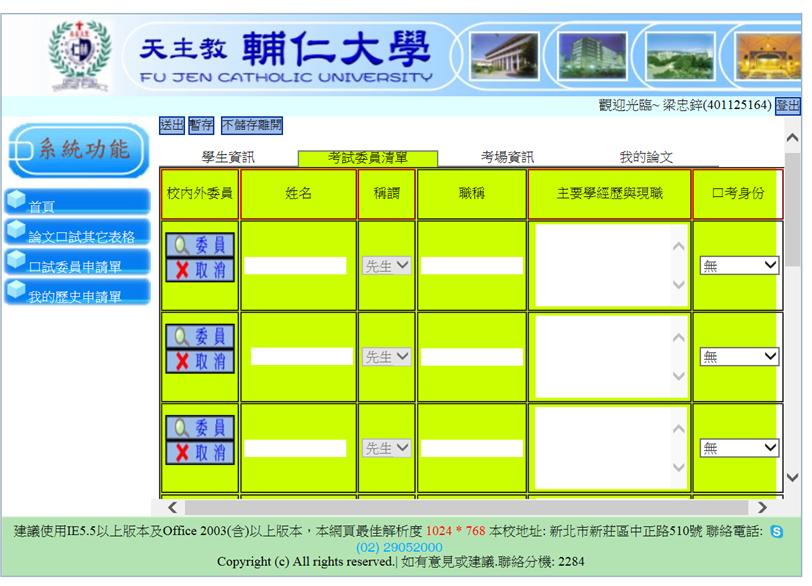 天主教 輔仁大學
FU JEN CATHOLIC UNIVERSITY
觀迎光臨~ 梁忠鋅(401125164) 登出
送出 暫存 不儲存離開
系統功能
首頁
論文口試其它表格
口試委員申請單
我的歷史申請單
學生資訊 考試委員清單 考場資訊 我的論文
校內外委員 姓名 稱謂 職稱 主要學經歷與現職 口考身份
委員
取消
先生
無
委員
取消
先生
無
委員
取消
先生
無
建議使用IE5.5以上版本及Office 2003(含)以上版本，本網頁最佳解析度 1024 * 768 本校地址: 新北市新莊區中正路510號 聯絡電話:
(02) 29052000
Copyright (c) All rights reserved.| 如有意見或建議.聯絡分機: 2284